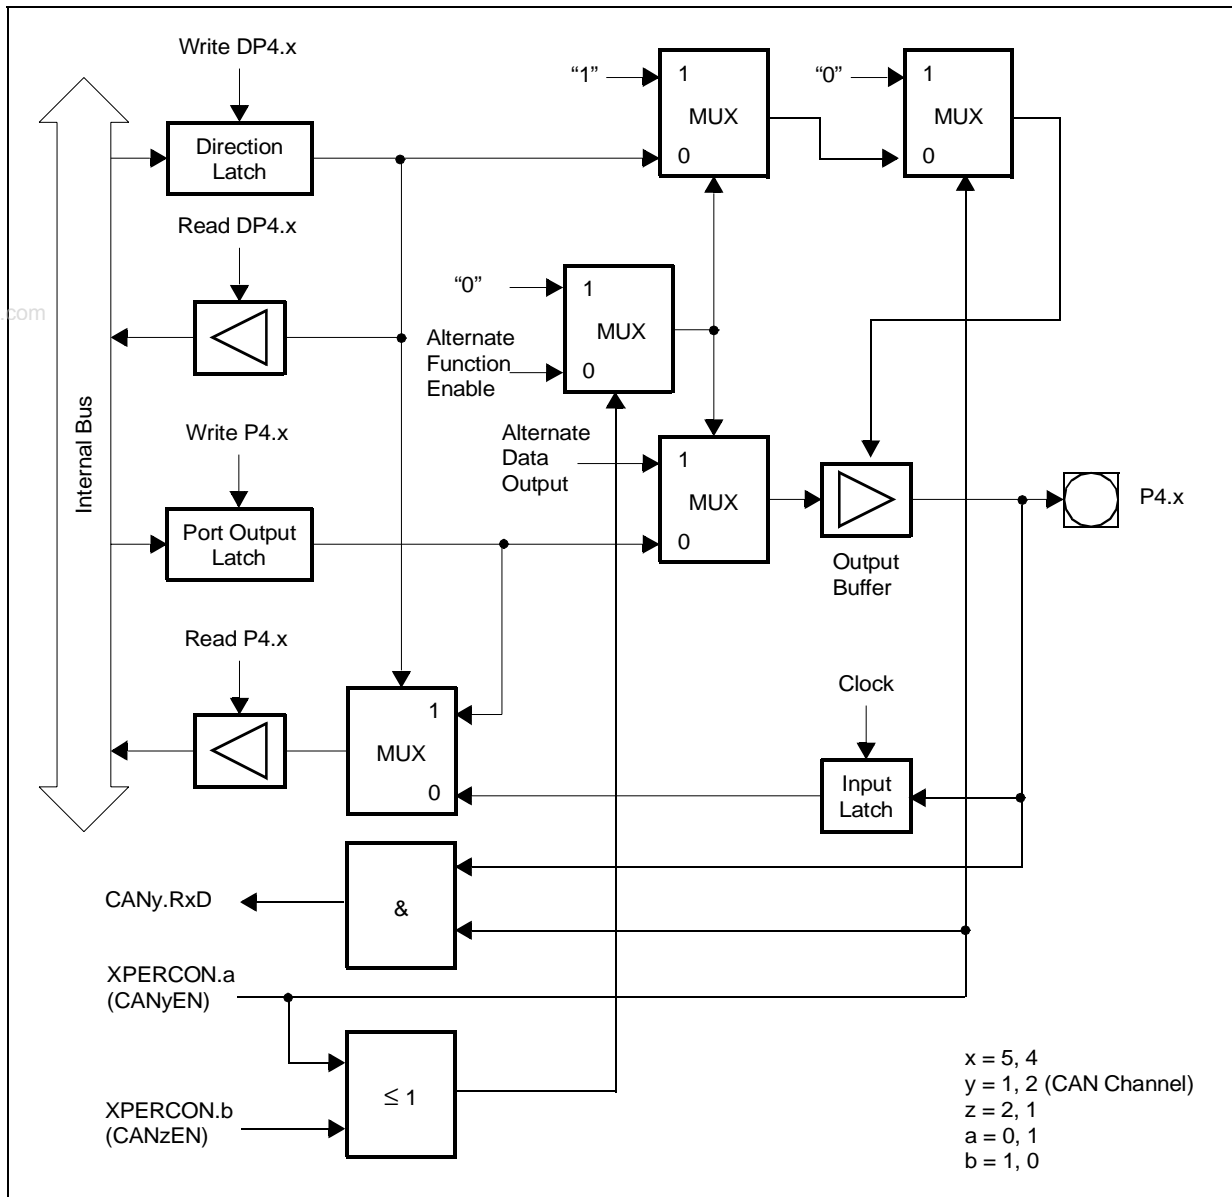 Write DP4.x
“1”
1
MUX
0
“0”
1
MUX
0
Direction
Latch
Read DP4.x
.com
“0”
1
MUX
0
Alternate
Function
Enable
Internal Bus
Write P4.x
Alternate
Data
Output
1
MUX
0
P4.x
Port Output
Latch
Output
Buffer
Read P4.x
1
MUX
0
Clock
Input
Latch
CANy.RxD
&
XPERCON.a
(CANyEN)
≤ 1
XPERCON.b
(CANzEN)
x = 5, 4
y = 1, 2 (CAN Channel)
z = 2, 1
a = 0, 1
b = 1, 0